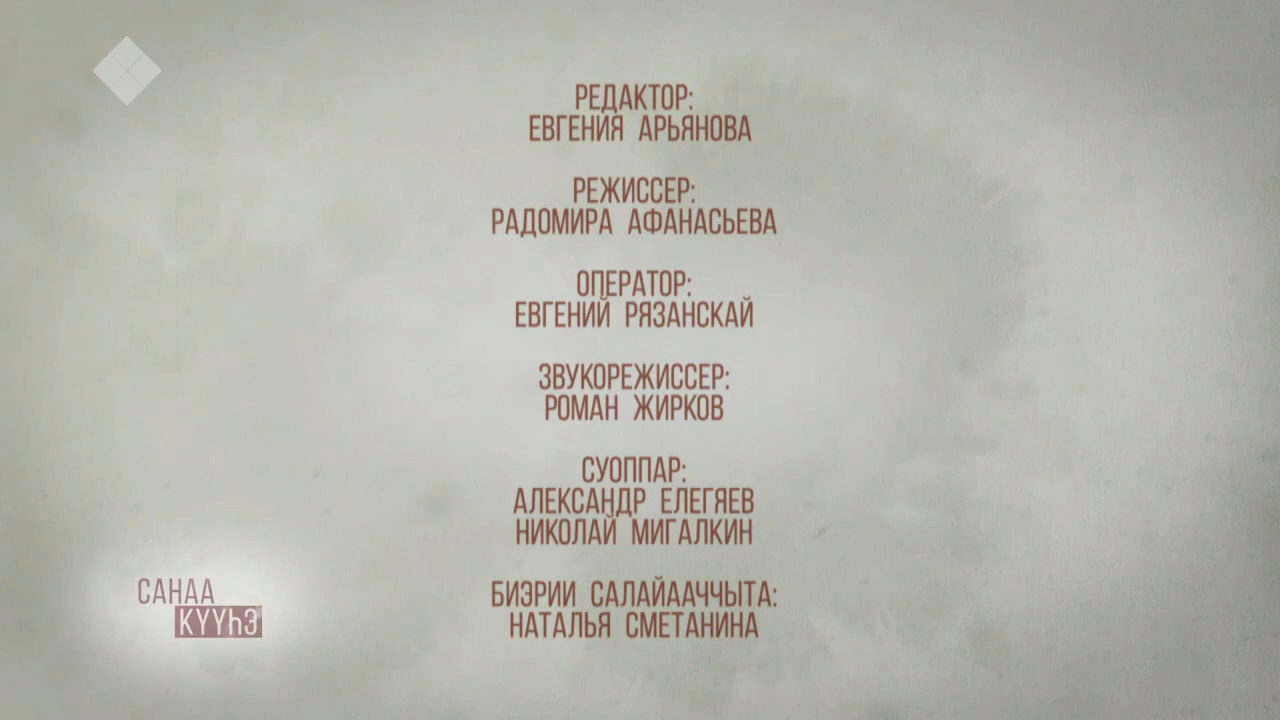 РЕДАКТОР:
ЕВГЕНИЯ АРЬЯНОВА
РЕЖИССЕР:
РАДОМИРА АФАНАСЬЕВА
ОПЕРАТОР:
ЕВГЕНИЙ РЯЗАНСКАЙ
ЗВУКОРЕЖИССЕР:
РОМАН ЖИРКОВ
СУОППАР:
АЛЕКСАНДР ЕЛЕГЯЕВ
НИКОЛАЙ МИГАЛКИН
БИЭРИИ САЛАЙААЧЧЫТА:
НАТАЛЬЯ СМЕТАНИНА
САНАА
КҮҮһЭ